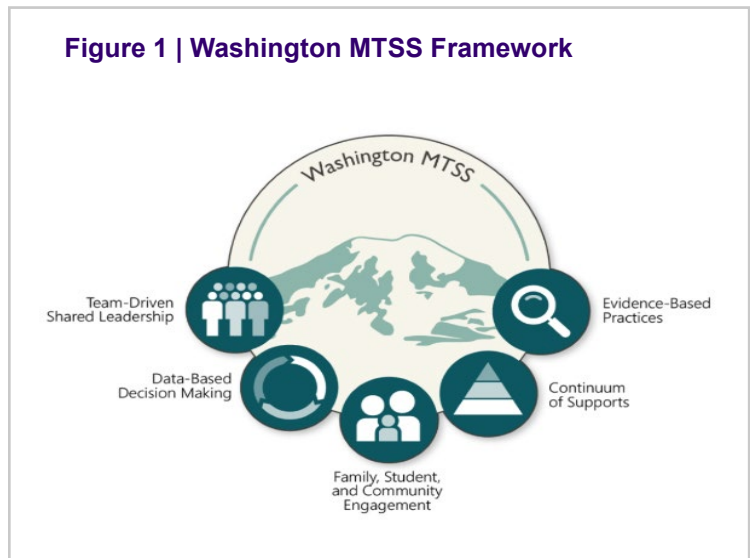 Figure 1 | Washington MTSS Framework
Washington MTSS
Team-Driven
Shared Leadership
Data-Based
Decision Making
Family, Student,
and Community
Engagement
Continuum
of Supports
Evidence-Based
Practices